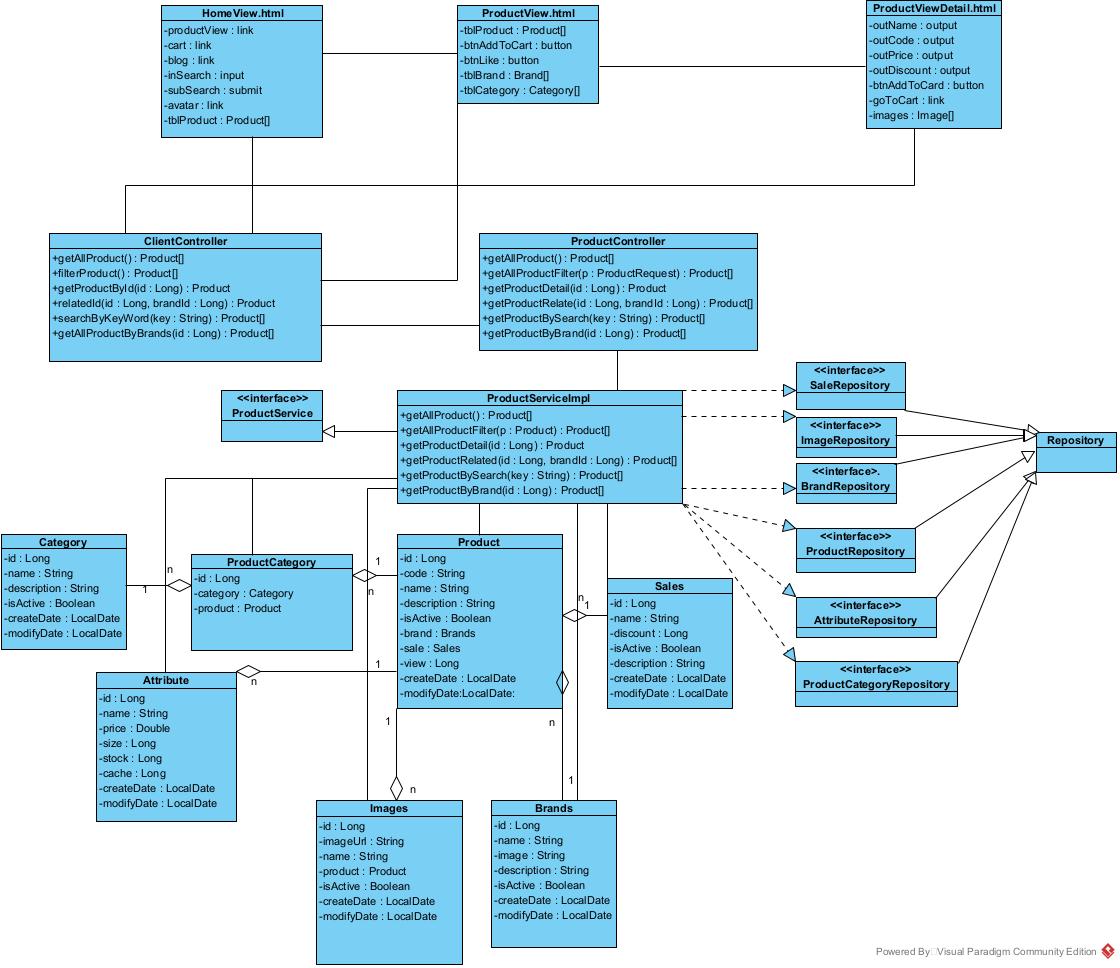 HomeView.html
-productView : link
-cart : link
-blog : link
-inSearch : input
-subSearch : submit
-avatar : link
-tblProduct : Product[]
ProductView.html
-tblProduct : Product[]
-btnAddToCart : button
-btnLike : button
-tblBrand : Brand[]
-tblCategory : Category[]
ProductViewDetail.html
-outName : output
-outCode : output
-outPrice : output
-outDiscount : output
-btnAddToCard : button
-goToCart : link
-images : Image[]
ClientController
+getAllProduct() : Product[]
+filterProduct() : Product[]
+getProductById(id : Long) : Product
+relatedId(id : Long, brandId : Long) : Product
+searchByKeyWord(key : String) : Product[]
+getAllProductByBrands(id : Long) : Product[]
ProductController
+getAllProduct() : Product[]
+getAllProductFilter(p : ProductRequest) : Product[]
+getProductDetail(id : Long) : Product
+getProductRelate(id : Long, brandId : Long) : Product[]
+getProductBySearch(key : String) : Product[]
+getProductByBrand(id : Long) : Product[]
<<interface>>
ProductService
ProductServiceImpl
+getAllProduct() : Product[]
+getAllProductFilter(p : Product) : Product[]
+getProductDetail(id : Long) : Product
+getProductRelated(id : Long, brandId : Long) : Product[]
+getProductBySearch(key : String) : Product[]
+getProductByBrand(id : Long) : Product[]
<<interface>>
SaleRepository
<<interface>>
ImageRepository
<<interface>.
BrandRepository
<<interface>>
ProductRepository
<<interface>>
AttributeRepository
<<interface>>
ProductCategoryRepository
Repository
Category
-id : Long
-name : String
-description : String
-isActive : Boolean
-createDate : LocalDate
-modifyDate : LocalDate
n
1
ProductCategory
-id : Long
-category : Category
-product : Product
1
n
Product
-id : Long
-code : String
-name : String
-description : String
-isActive : Boolean
-brand : Brands
-sale : Sales
-view : Long
-createDate : LocalDate
-modifyDate:LocalDate:
n
1
Sales
-id : Long
-name : String
-discount : Long
-isActive : Boolean
-description : String
-createDate : LocalDate
-modifyDate : LocalDate
1
n
Attribute
-id : Long
-name : String
-price : Double
-size : Long
-stock : Long
-cache : Long
-createDate : LocalDate
-modifyDate : LocalDate
1
n
n
1
Images
-id : Long
-imageUrl : String
-name : String
-product : Product
-isActive : Boolean
-createDate : LocalDate
-modifyDate : LocalDate
Brands
-id : Long
-name : String
-image : String
-description : String
-isActive : Boolean
-createDate : LocalDate
-modifyDate : LocalDate
Powered By Visual Paradigm Community Edition